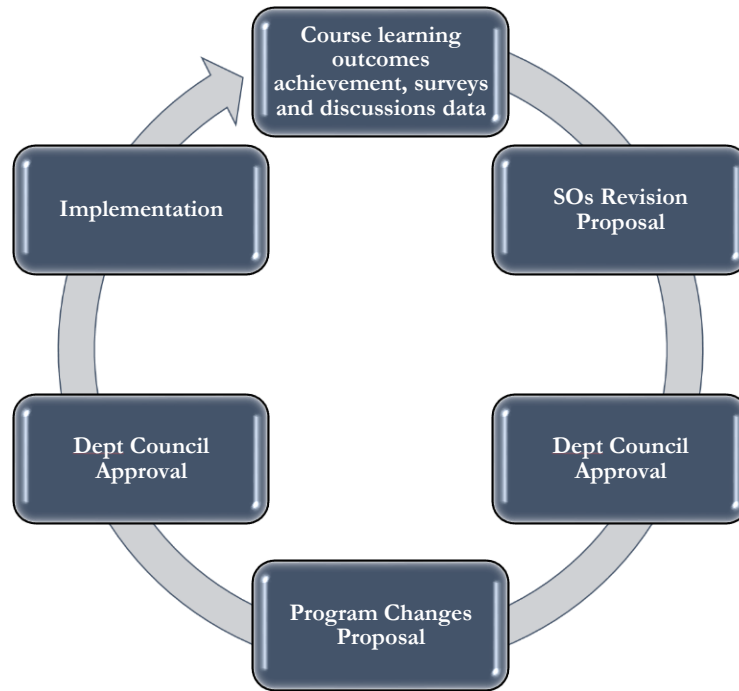 Course learning
outcomes
achievement, surveys
and discussions data
SOs Revision
Proposal
Dept Council
Approval
Program Changes
Proposal
Dept Council
Approval
Implementation